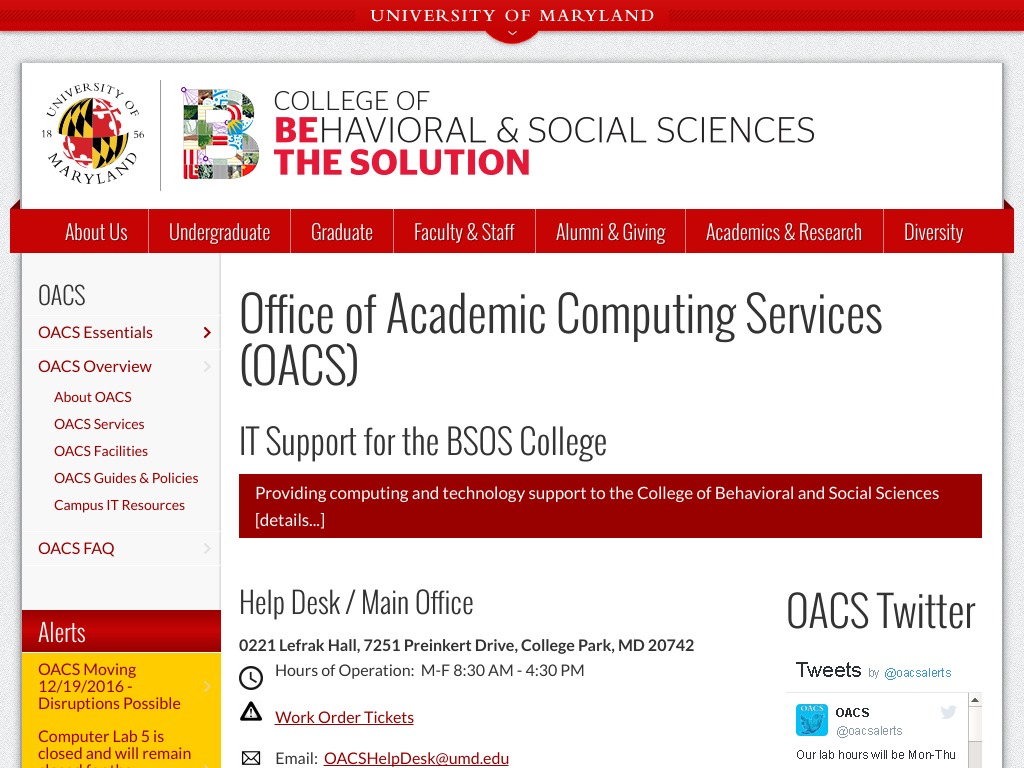 UNIVERSITY OF MARYLAND
UNIVERSITY OF
18 56
MARYLAND
COLLEGE OF
BEHAVIORAL & SOCIAL SCIENCES
THE SOLUTION
About Us
Undergraduate
Graduate
Faculty & Staff
Alumni & Giving
Academics & Research
Diversity
OACS
OACS Essentials
OACS Overview
About OACS
OACS Services
OACS Facilities
OACS Guides & Policies
Campus IT Resources
OACS FAQ
Alerts
OACS Moving
12/19/2016 -
Disruptions Possible
Computer Lab 5 is
closed and will remain
closed for the
Office of Academic Computing Services
(OACS)
IT Support for the BSOS College
Providing computing and technology support to the College of Behavioral and Social Sciences
[details...]
Help Desk / Main Office
0221 Lefrak Hall, 7251 Preinkert Drive, College Park, MD 20742
Hours of Operation: M-F 8:30 AM - 4:30 PM
Work Order Tickets
Email: OACSHelpDesk@umd.edu
OACS Twitter
Tweets by @oacsalerts
OACS
OACS
@oacsalerts
Our lab hours will be Mon-Thu